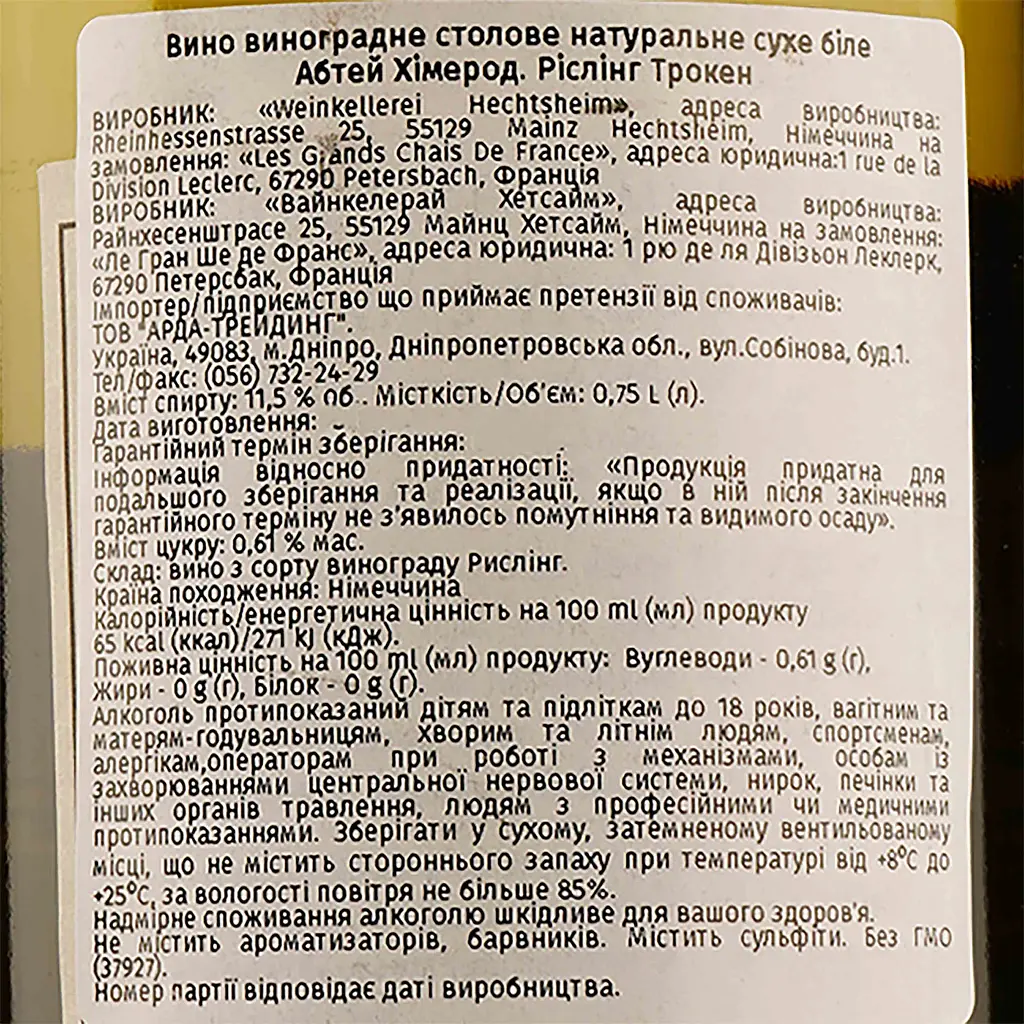 Вино виноградне столове натуральне сухе біле
Абтей Хімерод. Ріслінг Трокен
ВИРОБНИК: «Weinkellerei Hechtsheim», адреса виробництва:
Rheinhessenstrasse 25, 55129 Mainz Hechtsheim, Німеччина на
замовлення: «Les Grands Chais De France», адреса юридична:1 rue de la
Division Leclerc, 67290 Petersbach, Франція
ВИРОБНИК: «Вайнкелерай Хетсайм», адреса виробництва:
Райнхесенштрасе 25, 55129 Майнц Хетсайм, Німеччина на замовлення:
«Ле Гран Ше де Франс», адреса юридична: 1 рю де ля Дівізьон Леклерк,
67290 Петерсбак, Франція
Імпортер/підприємство що приймає претензії від споживачів:
ТОВ "АРДА-ТРЕЙДИНГ".
Україна, 49083, м.Дніпро, Дніпропетровська обл., вул.Собінова, буд.1.
Тел/факс: (056) 732-24-29
Вміст спирту: 11,5 % об.. Місткість/Об'єм: 0,75 L (л).
Дата виготовлення:
Гарантійний термін зберігання:
Інформація відносно придатності: «Продукція придатна для
подальшого зберігання та реалізації, якщо в ній після закінчення
гарантійного терміну не з'явилось помутніння та видимого осаду».
Вміст цукру: 0,61 % мас.
Склад: вино з сорту винограду Рислінг.
Країна походження: Німеччина
Калорійність/енергетична цінність на 100 ml (мл) продукту
65 kcal (ккал)/271 kJ (кДж).
Поживна цінність на 100 ml (мл) продукту: Вуглеводи - 0,61 g (г),
Жири - 0 g (г), Білок - 0 g (г).
Алкоголь протипоказаний дітям та підліткам до 18 років, вагітним та
матерям-годувальницям, хворим та літнім людям, спортсменам,
алергікам,операторам при роботі з механізмами, особам із
захворюваннями центральної нервової системи, нирок, печінки та
інших органів травлення, людям з професійними чи медичними
протипоказаннями. Зберігати у сухому, затемненому вентильованому
місці, що не містить стороннього запаху при температурі від +8°C до
+25°C, за вологості повітря не більше 85%.
Надмірне споживання алкоголю шкідливе для вашого здоров'я.
Не містить ароматизаторів, барвників. Містить сульфіти. Без ГМО
(37927).
Номер партії відповідає даті виробництва.